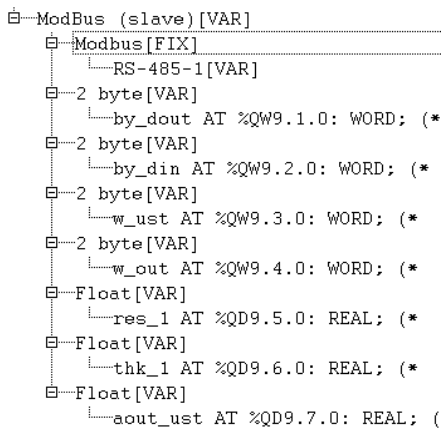 ModBus (slave)[VAR]
Modbus[FIX]
RS-485-1[VAR]
2 byte[VAR]
by_dout AT %QW9.1.0: WORD; (*
2 byte[VAR]
by_din AT %QW9.2.0: WORD; (*
2 byte[VAR]
w_ust AT %QW9.3.0: WORD; (*
2 byte[VAR]
w_out AT %QW9.4.0: WORD; (*
Float[VAR]
res_1 AT %QD9.5.0: REAL; (*
Float[VAR]
thk_1 AT %QD9.6.0: REAL; (*
Float[VAR]
aout_ust AT %QD9.7.0: REAL; (